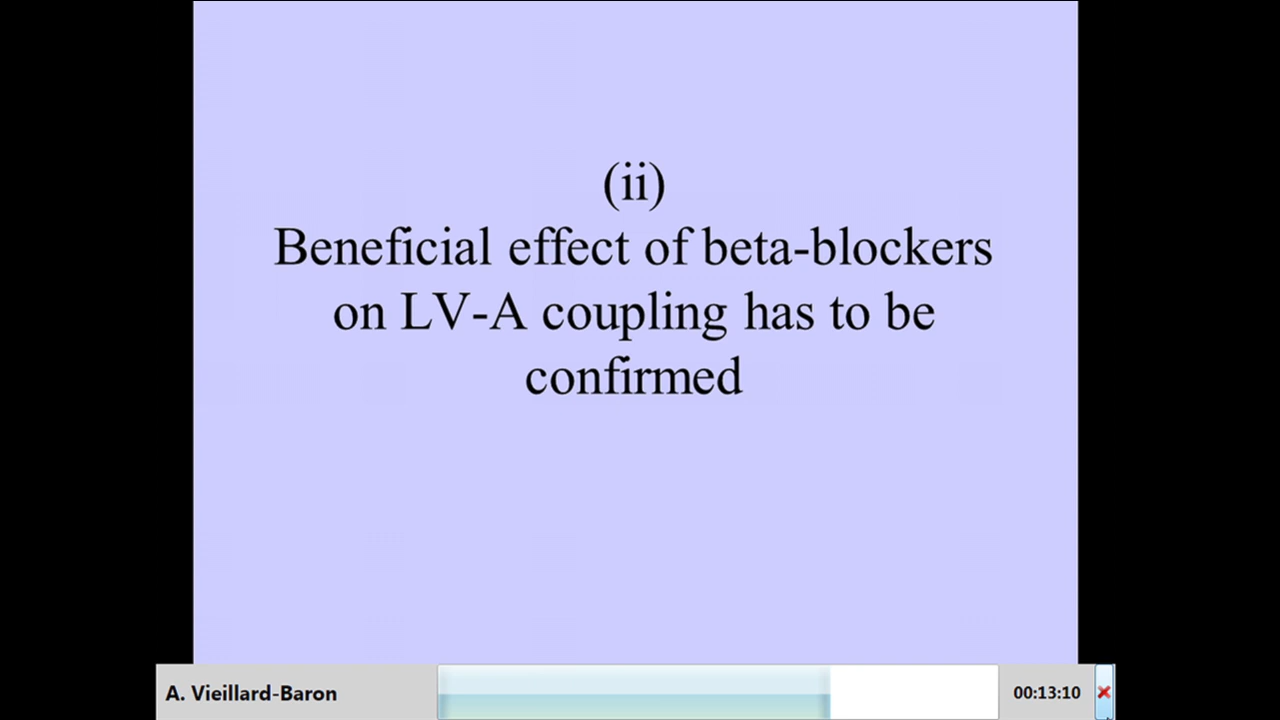 (ii)
Beneficial effect of beta-blockers
on LV-A coupling has to be
confirmed
A. Vieillard-Baron
00:13:10